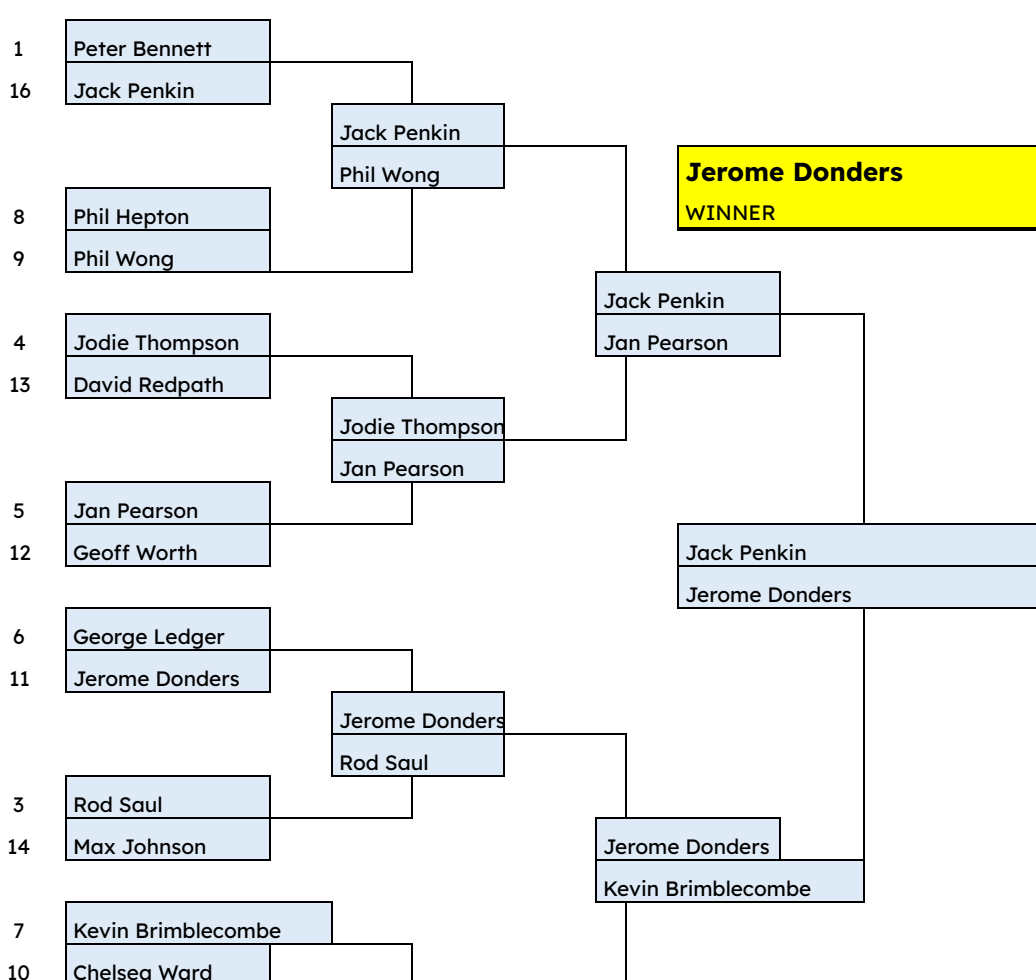 1 Peter Bennett
16 Jack Penkin
Jack Penkin
Phil Wong
Jerome Donders
WINNER
8 Phil Hepton
9 Phil Wong
Jack Penkin
Jan Pearson
4 Jodie Thompson
13 David Redpath
Jodie Thompson
Jan Pearson
5 Jan Pearson
12 Geoff Worth
Jack Penkin
Jerome Donders
6 George Ledger
11 Jerome Donders
Jerome Donders
Rod Saul
3 Rod Saul
14 Max Johnson
Jerome Donders
Kevin Brimblecombe
7 Kevin Brimblecombe
10 Chelsea Ward